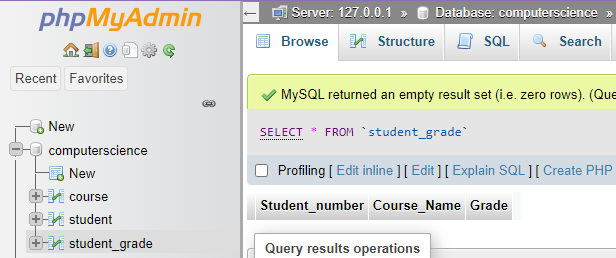 phpMyAdmin
Recent Favorites
New
computerscience
New
course
student
student_grade
Server: 127.0.0.1 » Database: computerscience »
Browse Structure SQL Search
MySQL returned an empty result set (i.e. zero rows). (Que
SELECT * FROM `student_grade`
Profiling [ Edit inline ] [ Edit ] [ Explain SQL ] [ Create PHP
Student_number Course_Name Grade
Query results operations